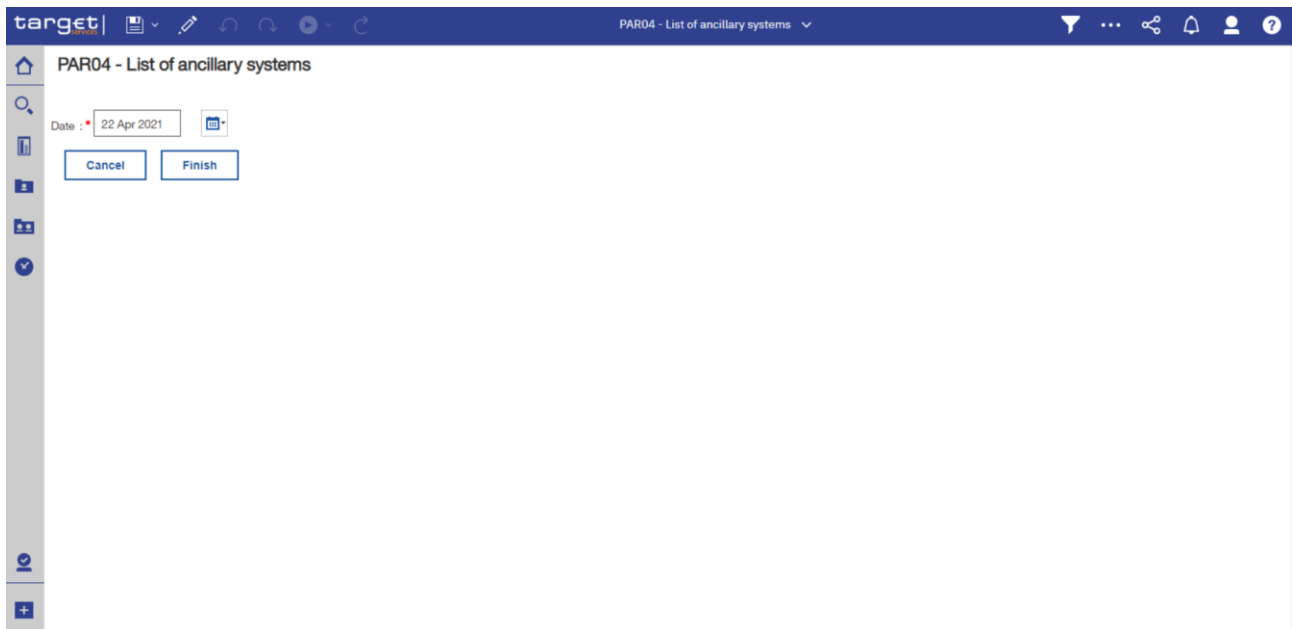 target| PAR04 - List of ancillary systems
services
PAR04 - List of ancillary systems
Date : * 22 Apr 2021
Cancel Finish